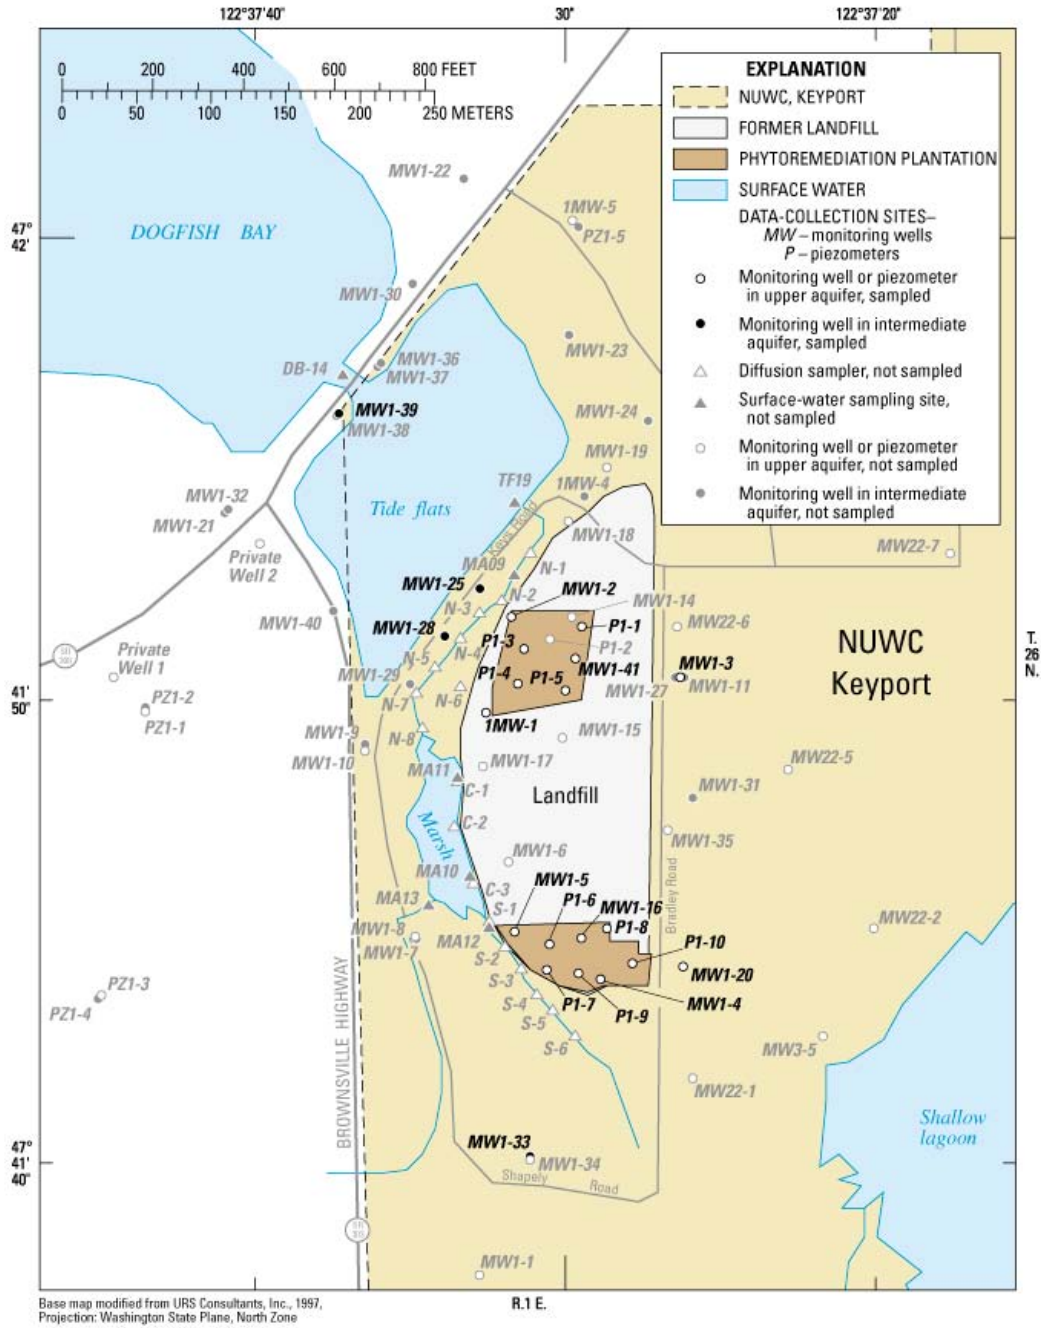 122°37'40"
30"
122°37'20"
0 200 400 600 800 FEET
0 50 100 150 200 250 METERS
EXPLANATION
NUWC, KEYPORT
FORMER LANDFILL
PHYTOREMEDIATION PLANTATION
SURFACE WATER
DATA-COLLECTION SITES–
MW – monitoring wells
P – piezometers
Monitoring well or piezometer
in upper aquifer, sampled
Monitoring well in intermediate
aquifer, sampled
Diffusion sampler, not sampled
Surface-water sampling site,
not sampled
Monitoring well or piezometer
in upper aquifer, not sampled
Monitoring well in intermediate
aquifer, not sampled
MW1-22
1MW-5
PZ1-5
47°
42'
DOGFISH BAY
MW1-30
MW1-23
MW1-36
DB-14
MW1-37
MW1-39
MW1-24
MW1-38
MW1-19
TF19
1MW-4
MW1-32
Tide flats
Keys Road
MW1-21
MW1-18
MW22-7
Private
Well 2
MA09
N-1
MW1-25
MW1-2
N-2
MW1-14
N-3
MW1-40
MW1-28
P1-1
MW22-6
P1-3
P1-2
NUWC
Keyport
T.
26
N.
SR
308
Private
Well 1
N-4
N-5
MW1-29
P1-4
P1-5
MW1-41
MW1-3
MW1-27
MW1-11
41'
50"
PZ1-2
PZ1-1
N-7
N-6
1MW-1
MW1-9
N-8
MW1-15
MW1-10
MA11
MW1-17
MW22-5
C-1
MW1-31
Landfill
Marsh
C-2
MW1-35
MW1-6
MA10
C-3
MW1-5
P1-6
MW1-16
Bradley Road
MA13
S-1
P1-8
MW22-2
MW1-8
MW1-7
MA12
P1-10
S-2
MW1-20
S-3
PZ1-3
PZ1-4
S-4
P1-7
P1-9
MW1-4
S-5
S-6
MW3-5
BROWNSVILLE HIGHWAY
MW22-1
Shallow
lagoon
MW1-33
MW1-34
47°
41'
40"
Shapely Road
MW1-1
Base map modified from URS Consultants, Inc., 1997,
Projection: Washington State Plane, North Zone
R.1 E.